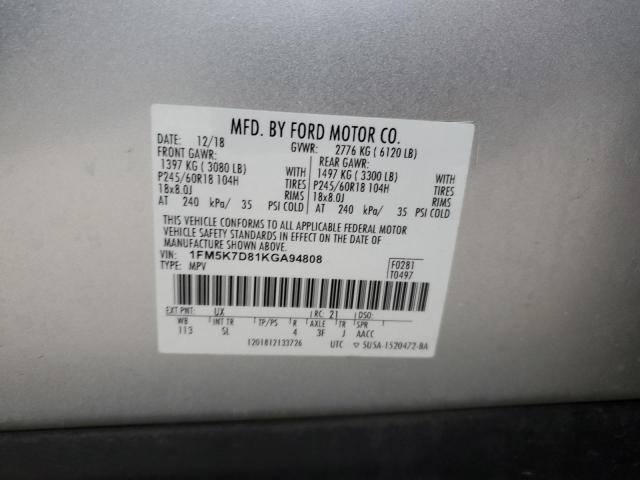 MFD. BY FORD MOTOR CO.
DATE: 12/18 GVWR: 2776 KG ( 6120 LB)
FRONT GAWR: REAR GAWR:
1397 KG ( 3080 LB) WITH 1497 KG ( 3300 LB) WITH
P245/60R18 104H TIRES P245/60R18 104H TIRES
18x8.0J RIMS 18x8.0J RIMS
AT 240 kPa/ 35 PSI COLD AT 240 kPa/ 35 PSI COLD
THIS VEHICLE CONFORMS TO ALL APPLICABLE FEDERAL MOTOR
VEHICLE SAFETY STANDARDS IN EFFECT ON THE DATE OF
MANUFACTURE SHOWN ABOVE.
VIN: 1FM5K7D81KGA94808 F0281
TYPE: MPV T0497
EXT PNT: UX RC: 21 DSO:
WB INT TR TP/PS R AXLE TR SPR
113 5L 4 3F J AACC
1201812133726 UTC ▽ 5U5A-1520472-BA